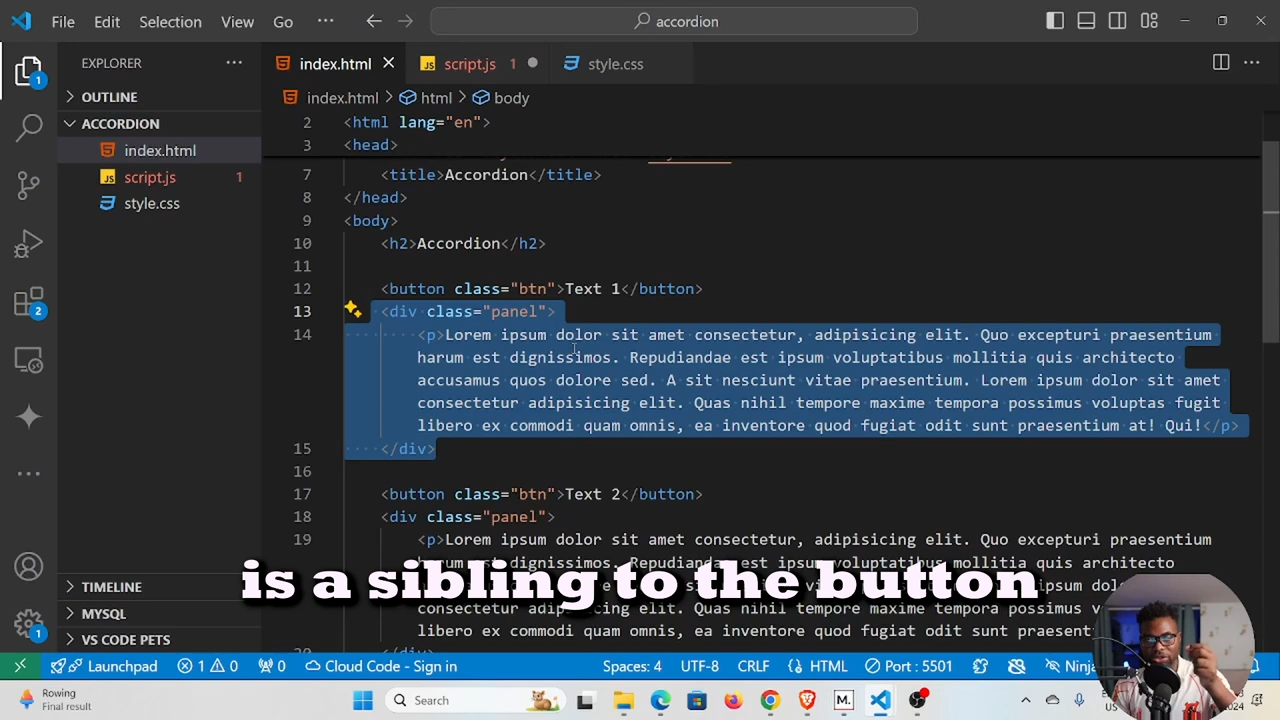 File Edit Selection View Go ··· accordion
EXPLORER ···
OUTLINE
ACCORDION
index.html
script.js 1
style.css
TIMELINE
MYSQL
VS CODE PETS
index.html script.js 1 style.css
index.html > html > body
2 <html lang="en">
3 <head>
7 <title>Accordion</title>
8 </head>
9 <body>
10 <h2>Accordion</h2>
11
12 <button class="btn">Text 1</button>
13 <div class="panel">
14 <p>Lorem ipsum dolor sit amet consectetur, adipisicing elit. Quo excepturi praesentium
harum est dignissimos. Repudiandae est ipsum voluptatibus mollitia quis architecto
accusamus quos dolore sed. A sit nesciunt vitae praesentium. Lorem ipsum dolor sit amet
consectetur adipisicing elit. Quas nihil tempore maxime tempora possimus voluptas fugit
libero ex commodi quam omnis, ea inventore quod fugiat odit sunt praesentium at! Qui!</p>
15 </div>
16
17 <button class="btn">Text 2</button>
18 <div class="panel">
19 <p>Lorem ipsum dolor sit amet consectetur, adipisicing elit. Quo excepturi praesentium
is a sibling to the button
libero ex commodi quam omnis, ea inventore quod fugiat odit sunt praesent
Launchpad 1 0 0 Cloud Code - Sign in Spaces: 4 UTF-8 CRLF HTML Port : 5501 Ninja
1 2 1
Rowing
Final result
Search